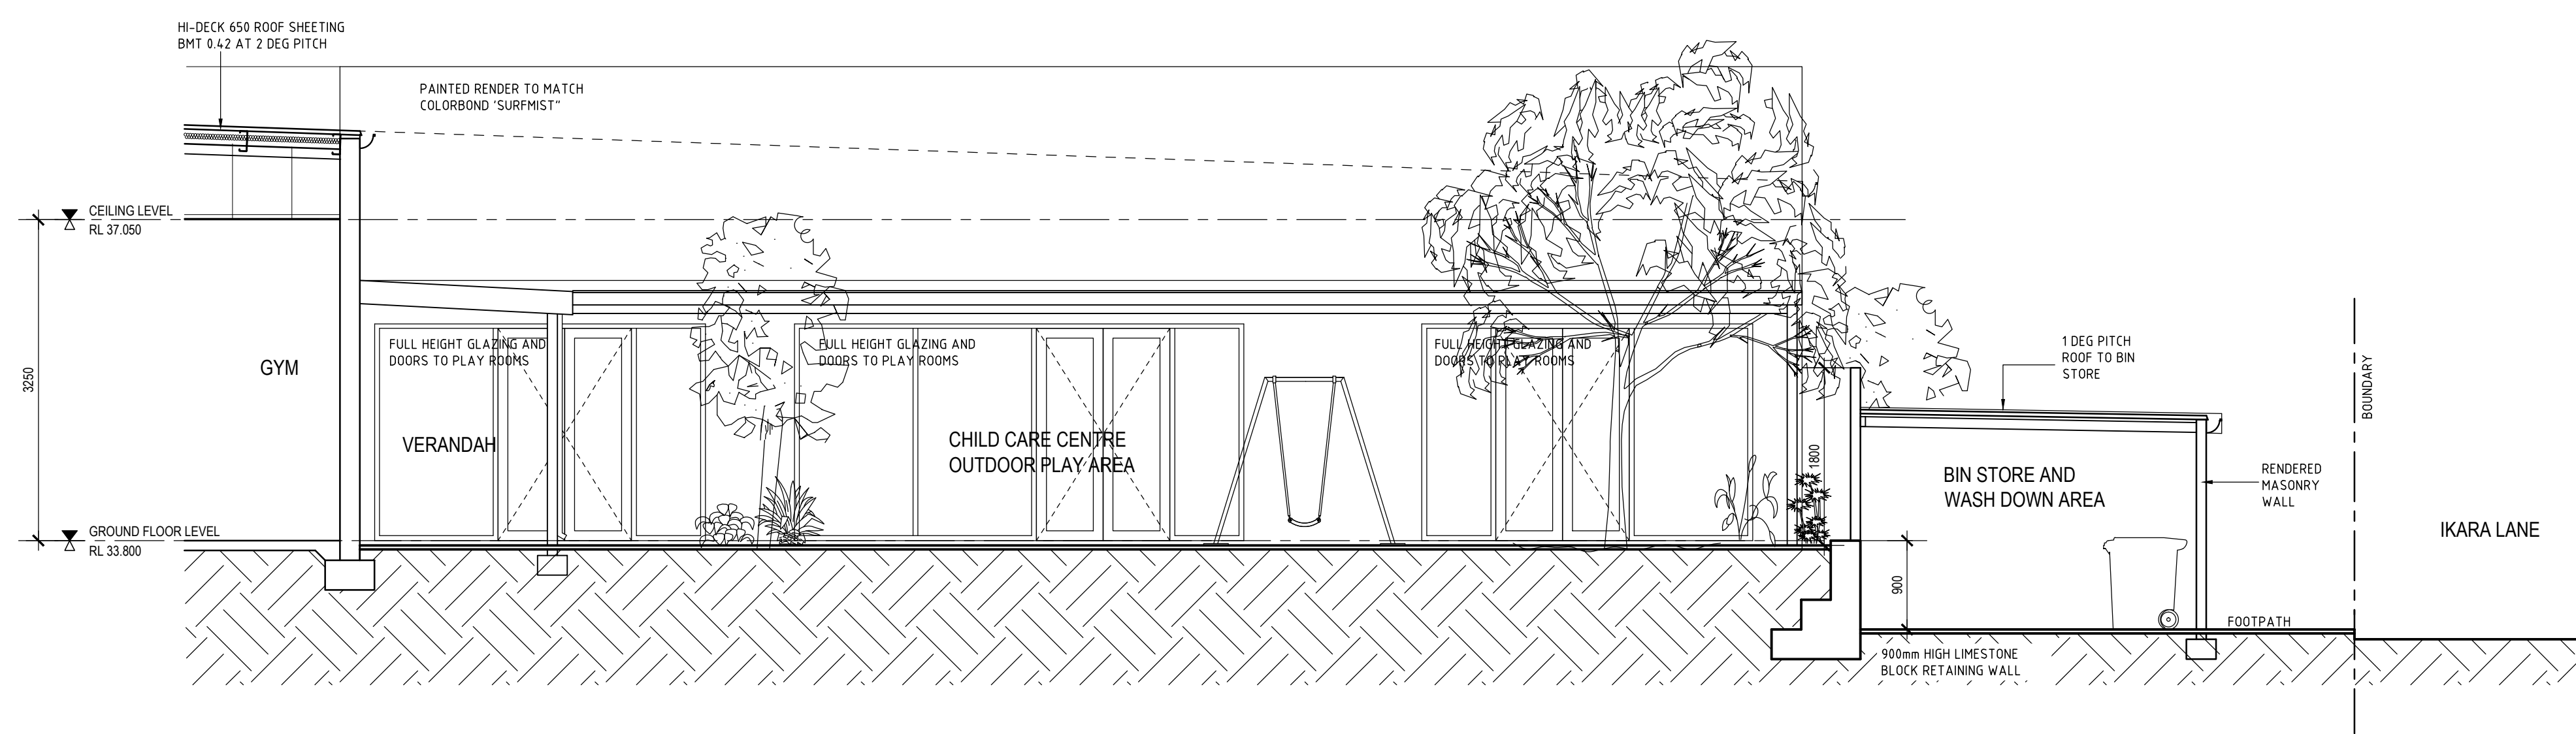 HI-DECK 650 ROOF SHEETING
BMT 0.42 AT 2 DEG PITCH
PAINTED RENDER TO MATCH
COLORBOND 'SURFMIST"
CEILING LEVEL
RL 37.050
3250
GYM
FULL HEIGHT GLAZING AND
DOORS TO PLAY ROOMS
FULL HEIGHT GLAZING AND
DOORS TO PLAY ROOMS
FULL HEIGHT GLAZING AND
DOORS TO PLAY ROOMS
VERANDAH
CHILD CARE CENTRE
OUTDOOR PLAY AREA
1800
1 DEG PITCH
ROOF TO BIN
STORE
BOUNDARY
BIN STORE AND
WASH DOWN AREA
RENDERED
MASONRY
WALL
IKARA LANE
GROUND FLOOR LEVEL
RL 33.800
900
FOOTPATH
900mm HIGH LIMESTONE
BLOCK RETAINING WALL